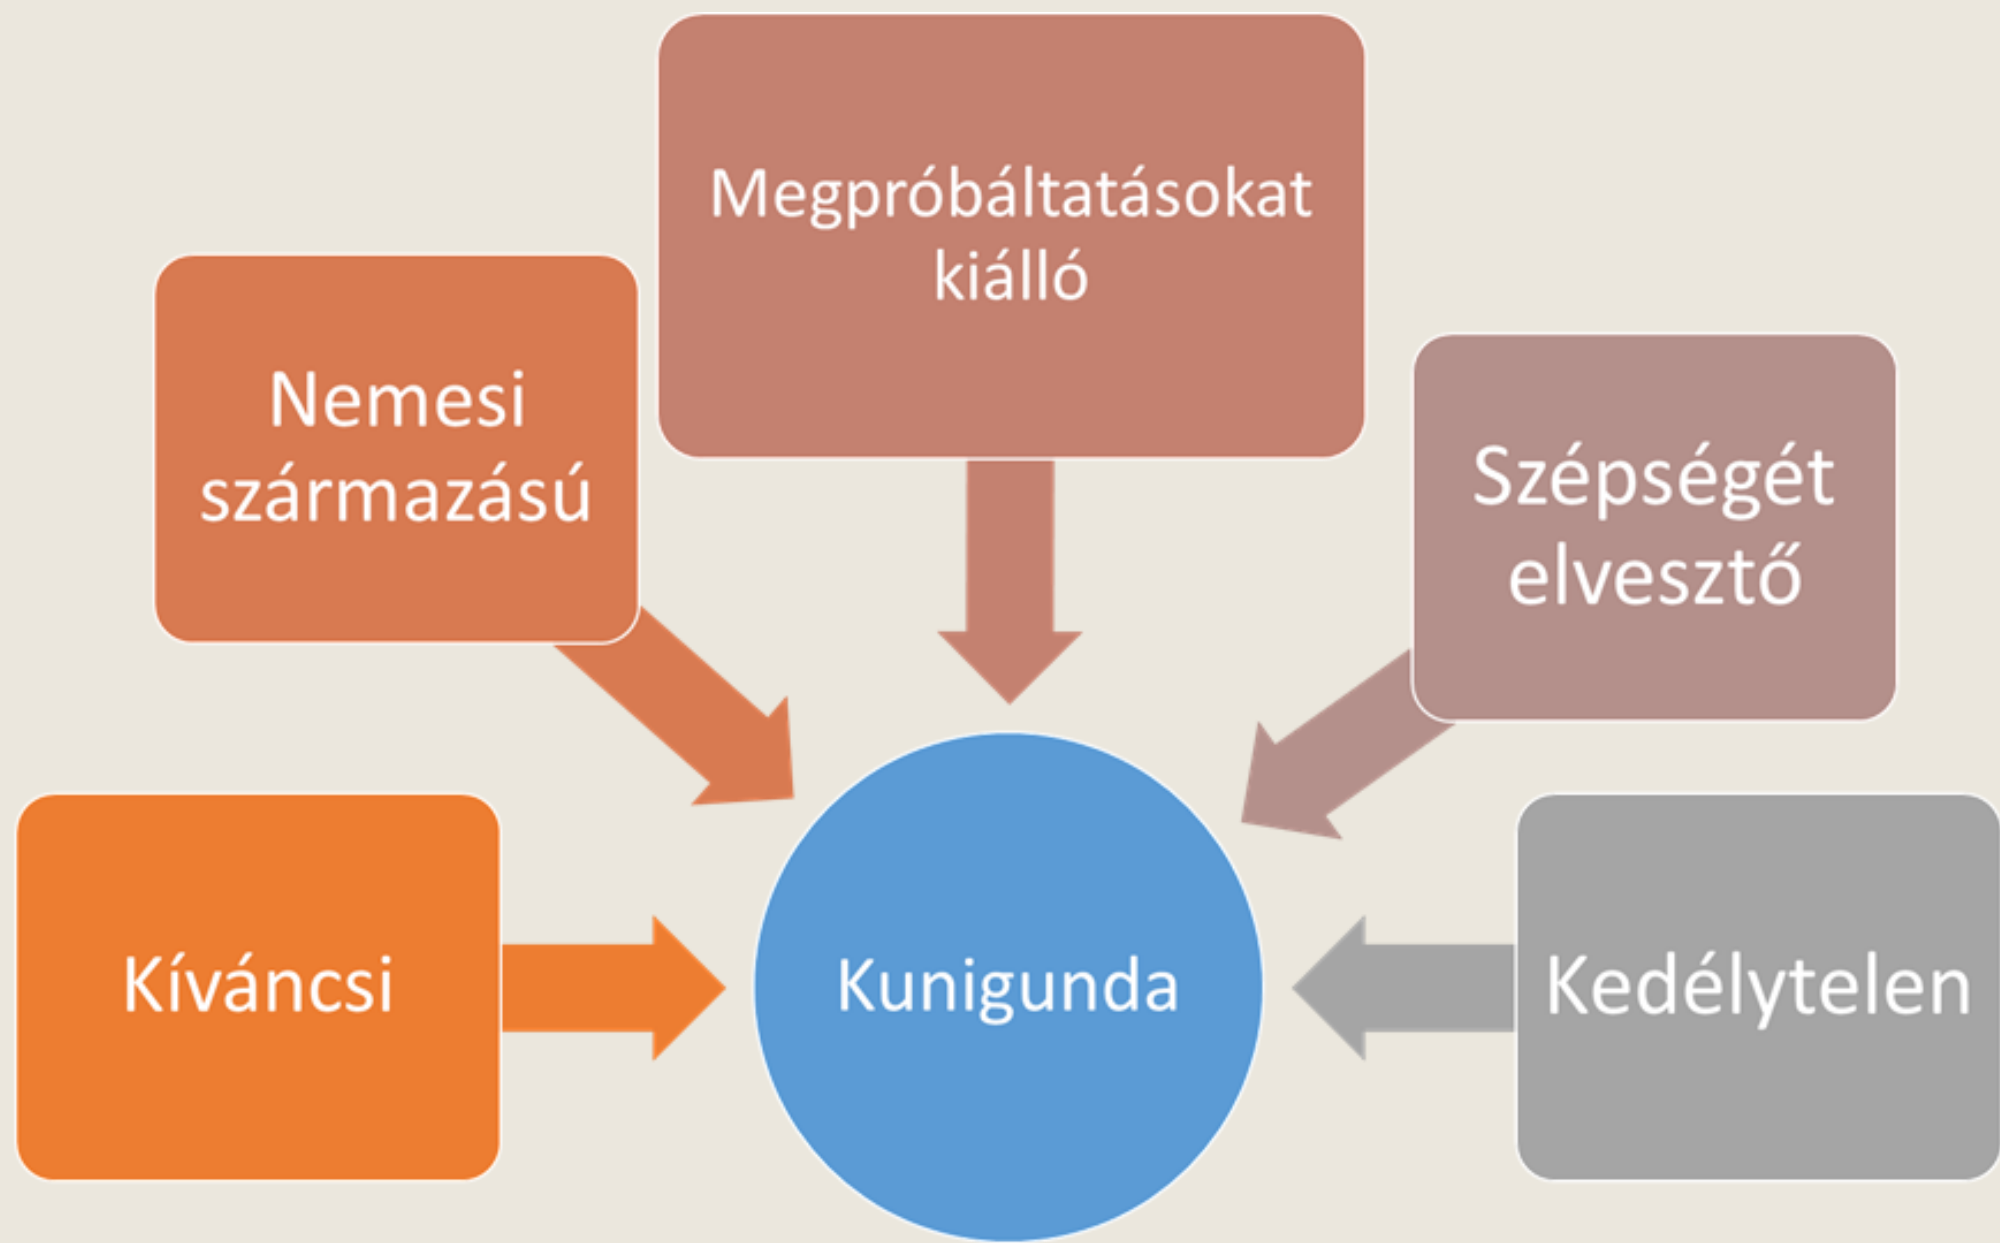 Megpróbáltatásokat
kiálló
Nemesi
származású
Szépségét
elvesztő
Kíváncsi
Kunigunda
Kedélytelen